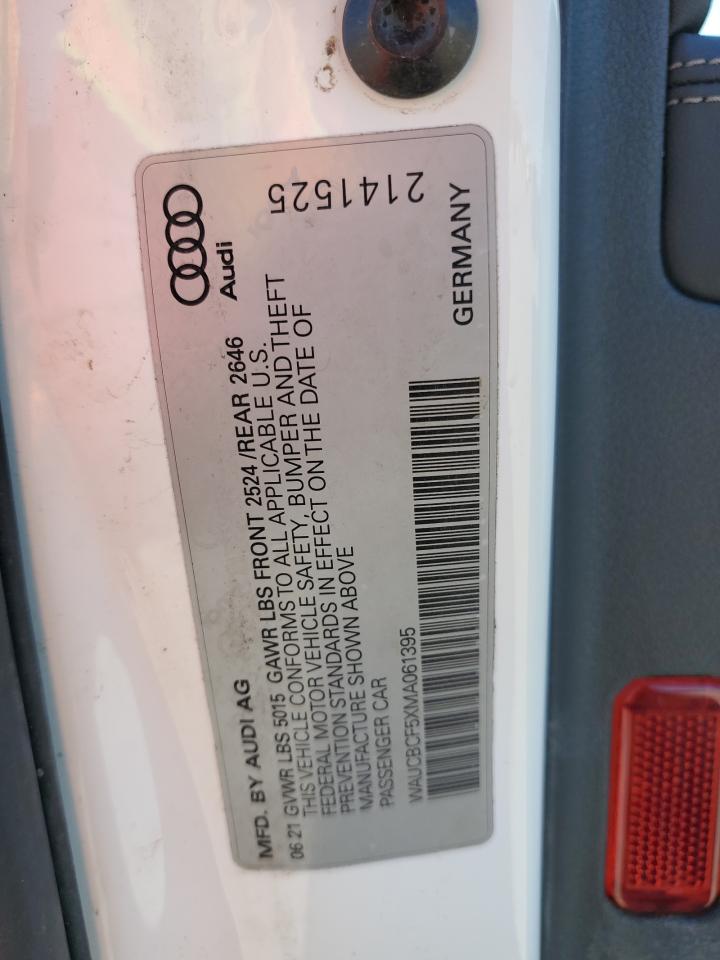 MFD. BY AUDI AG
Audi
06.21 GVWR LBS 5015 GAWR LBS FRONT 2524 /REAR 2646
THIS VEHICLE CONFORMS TO ALL APPLICABLE U.S.
FEDERAL MOTOR VEHICLE SAFETY, BUMPER AND THEFT
PREVENTION STANDARDS IN EFFECT ON THE DATE OF
MANUFACTURE SHOWN ABOVE
PASSENGER CAR
WAUCBCF5XMA061395
GERMANY
2141525